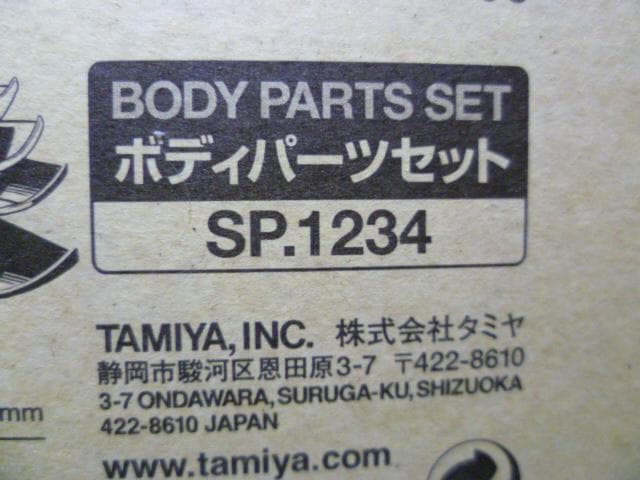 BODY PARTS SET
ボディパーツセット
SP.1234
TAMIYA, INC. 株式会社タミヤ
静岡市駿河区恩田原3-7 〒422-8610
3-7 ONDAWARA, SURUGA-KU, SHIZUOKA
422-8610 JAPAN
mm
www.tamiya.com